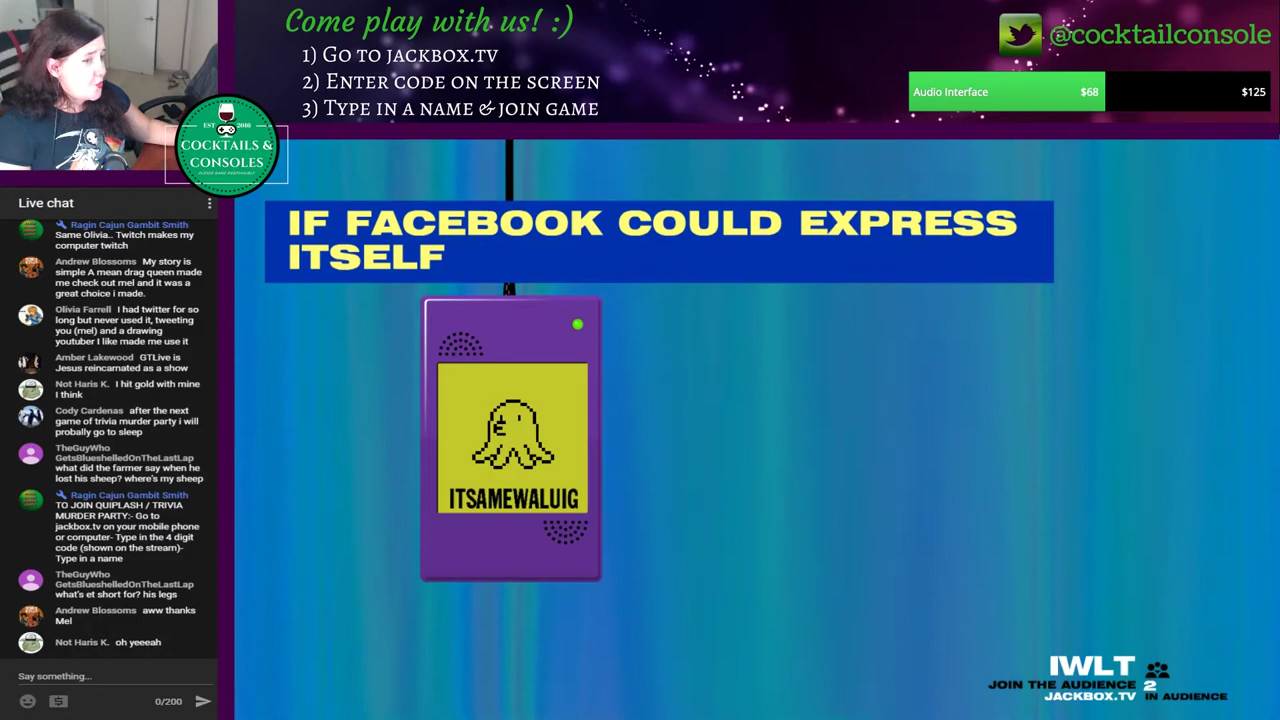 Come play with us! :)
1) Go to jackbox.tv
2) Enter code on the screen
3) Type in a name & join game
@cocktailconsole
Audio Interface $68 $125
EST 2016
COCKTAILS &
CONSOLES
PLEASE GAME RESPONSIBLY
Live chat
Ragin Cajun Gambit Smith
Same Olivia.. Twitch makes my
computer twitch
Andrew Blossoms My story is
simple A mean drag queen made
me check out mel and it was a
great choice i made.
Olivia Farrell I had twitter for so
long but never used it, tweeting
you (mel) and a drawing
youtuber I like made me use it
Amber Lakewood GTLive is
Jesus reincarnated as a show
Not Haris K. I hit gold with mine
I think
Cody Cardenas after the next
game of trivia murder party i will
probally go to sleep
TheGuyWho
GetsBlueshelledOnTheLastLap
what did the farmer say when he
lost his sheep? where's my sheep
Ragin Cajun Gambit Smith
TO JOIN QUIPLASH / TRIVIA
MURDER PARTY:- Go to
jackbox.tv on your mobile phone
or computer- Type in the 4 digit
code (shown on the stream)-
Type in a name
TheGuyWho
GetsBlueshelledOnTheLastLap
what's et short for? his legs
Andrew Blossoms aww thanks
Mel
Not Haris K. oh yeeeah
Say something...
0/200
IF FACEBOOK COULD EXPRESS
ITSELF
ITSAMEWALUIG
IWLT
JOIN THE AUDIENCE 2
JACKBOX.TV IN AUDIENCE